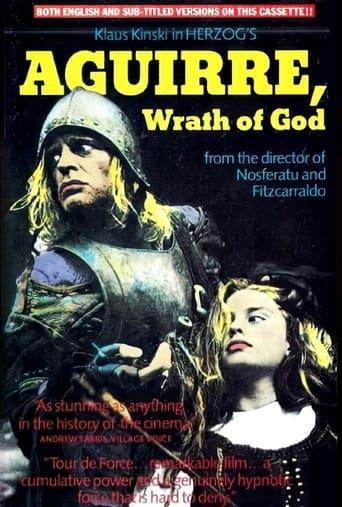 BOTH ENGLISH AND SUB-TITLED VERSIONS ON THIS CASSETTE!!
Klaus Kinski in HERZOG'S
AGUIRRE,
Wrath of God
from the director of
Nosferatu and
Fitzcarraldo
"As stunning as anything
in the history of the cinema"
ANDREW SARRIS, VILLAGE VOICE
"Tour de Force... remarkable film... a
cumulative power and a genuinely hypnotic
force that is hard to deny."